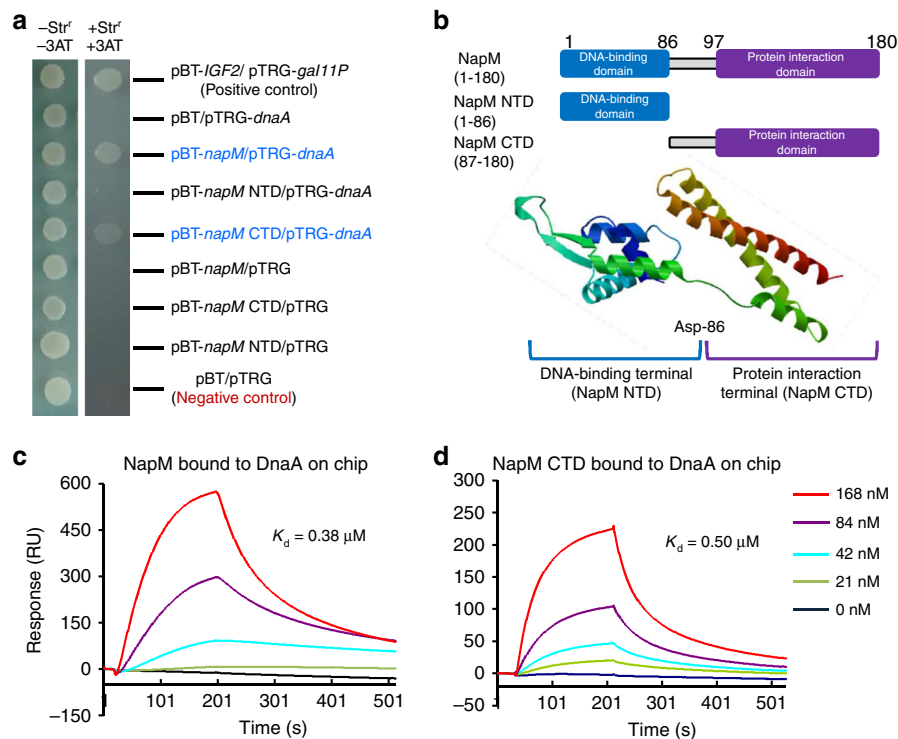 a
–Strʳ +Strʳ
–3AT +3AT
pBT-IGF2/ pTRG-gal11P
(Positive control)
pBT/pTRG-dnaA
pBT-napM/pTRG-dnaA
pBT-napM NTD/pTRG-dnaA
pBT-napM CTD/pTRG-dnaA
pBT-napM/pTRG
pBT-napM CTD/pTRG
pBT-napM NTD/pTRG
pBT/pTRG
(Negative control)
b
1 86 97 180
NapM
(1-180)
DNA-binding
domain
Protein interaction
domain
NapM NTD
(1-86)
DNA-binding
domain
NapM CTD
(87-180)
Protein interaction
domain
Asp-86
DNA-binding terminal
(NapM NTD)
Protein interaction
terminal (NapM CTD)
c
NapM bound to DnaA on chip
Response (RU)
600
450
300
150
0
–150
Kd = 0.38 μM
1 101 201 301 401 501
Time (s)
d
NapM CTD bound to DnaA on chip
300
250
200
150
100
50
0
–50
Kd = 0.50 μM
1 101 201 301 401 501
Time (s)
168 nM
84 nM
42 nM
21 nM
0 nM